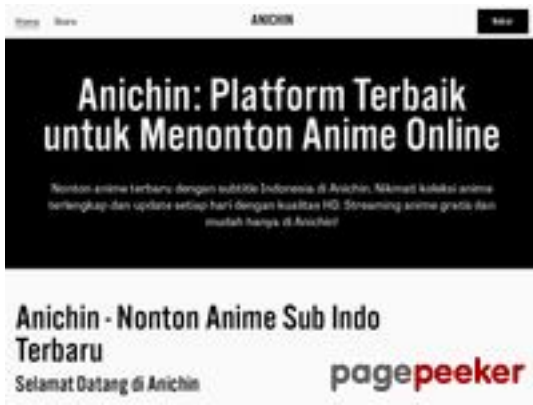 Home Store ANICHIN
Anichin: Platform Terbaik
untuk Menonton Anime Online
Nonton anime terbaru dengan subtitle Indonesia di Anichin. Nikmati koleksi anime
terlengkap dan update setiap hari dengan kualitas HD. Streaming anime gratis dan
mudah hanya di Anichin!
Anichin - Nonton Anime Sub Indo
Terbaru
Selamat Datang di Anichin
pagepeeker